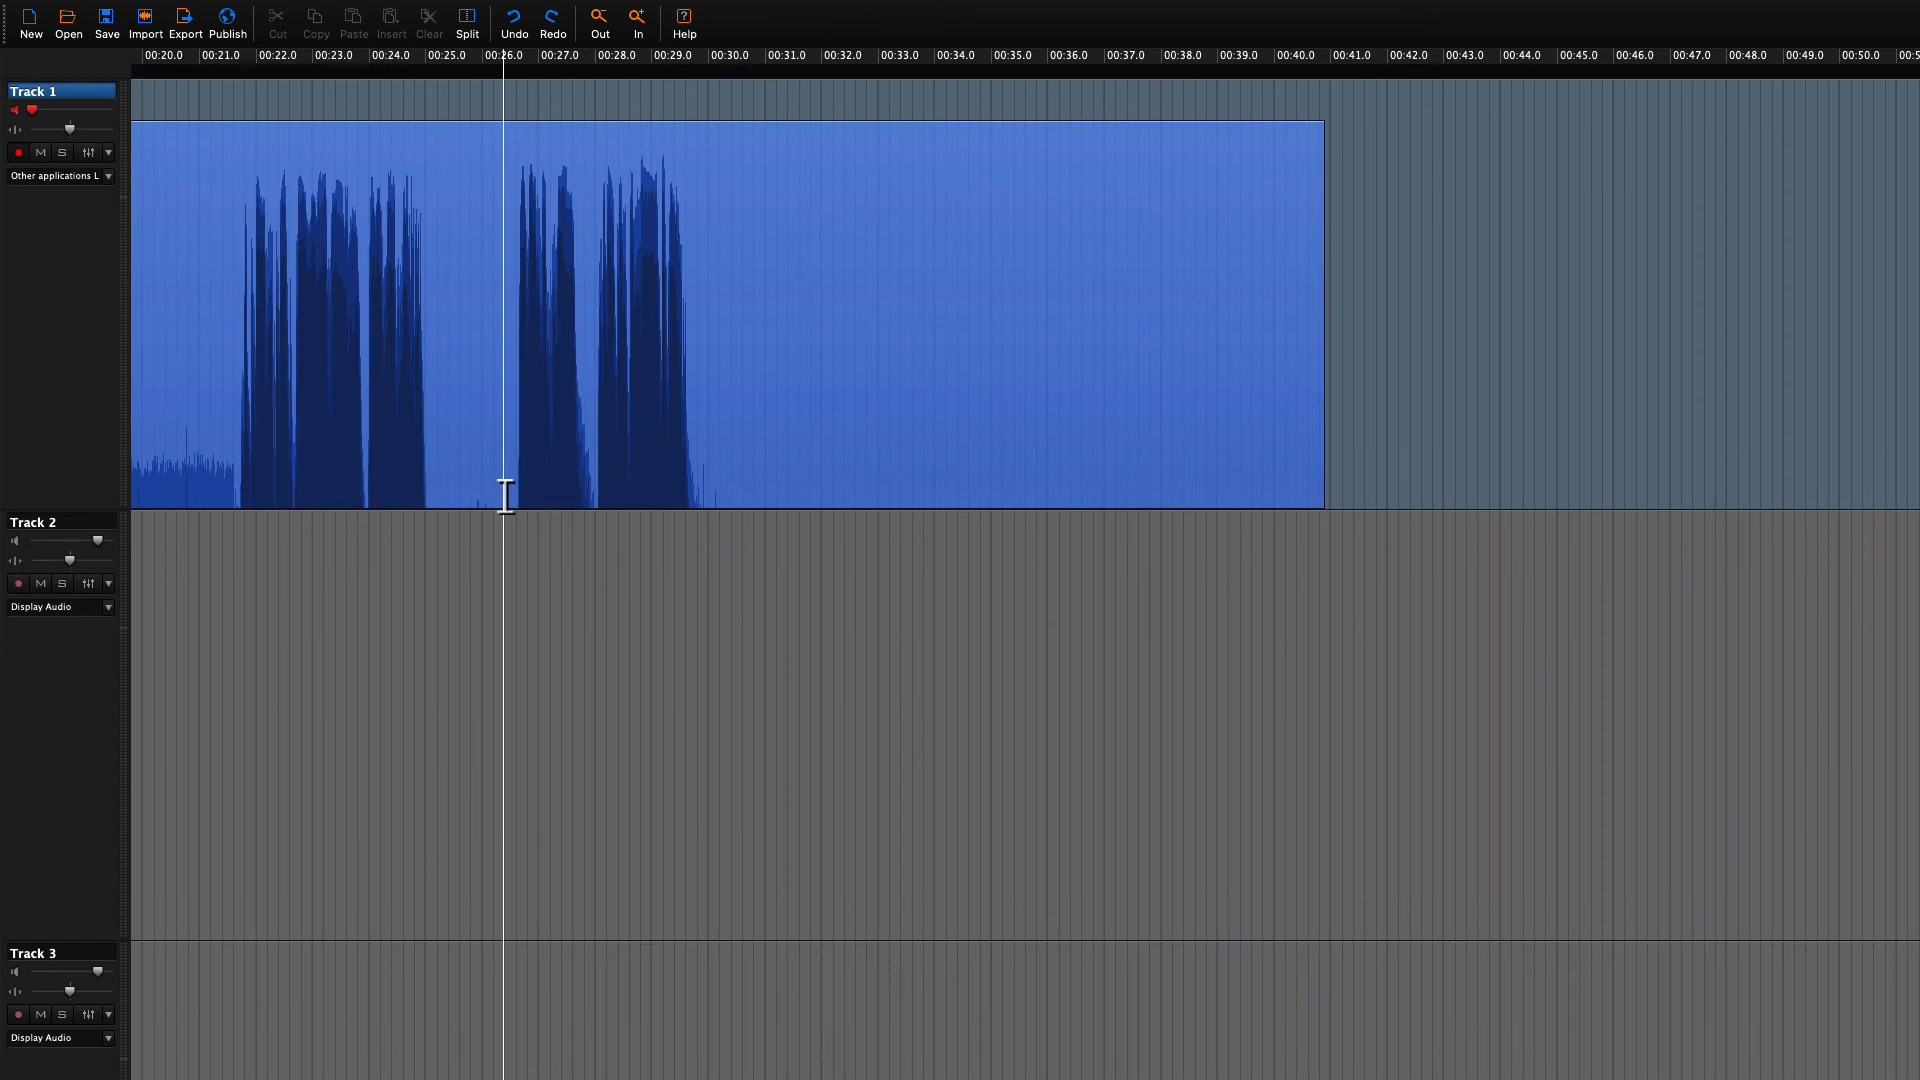 New Open Save Import Export Publish Cut Copy Paste Insert Clear Split Undo Redo Out In Help
00:20.0 00:21.0 00:22.0 00:23.0 00:24.0 00:25.0 00:26.0 00:27.0 00:28.0 00:29.0 00:30.0 00:31.0 00:32.0 00:33.0 00:34.0 00:35.0 00:36.0 00:37.0 00:38.0 00:39.0 00:40.0 00:41.0 00:42.0 00:43.0 00:44.0 00:45.0 00:46.0 00:47.0 00:48.0 00:49.0 00:50.0 00:5
Track 1
M S
Other applications L
Track 2
M S
Display Audio
Track 3
M S
Display Audio